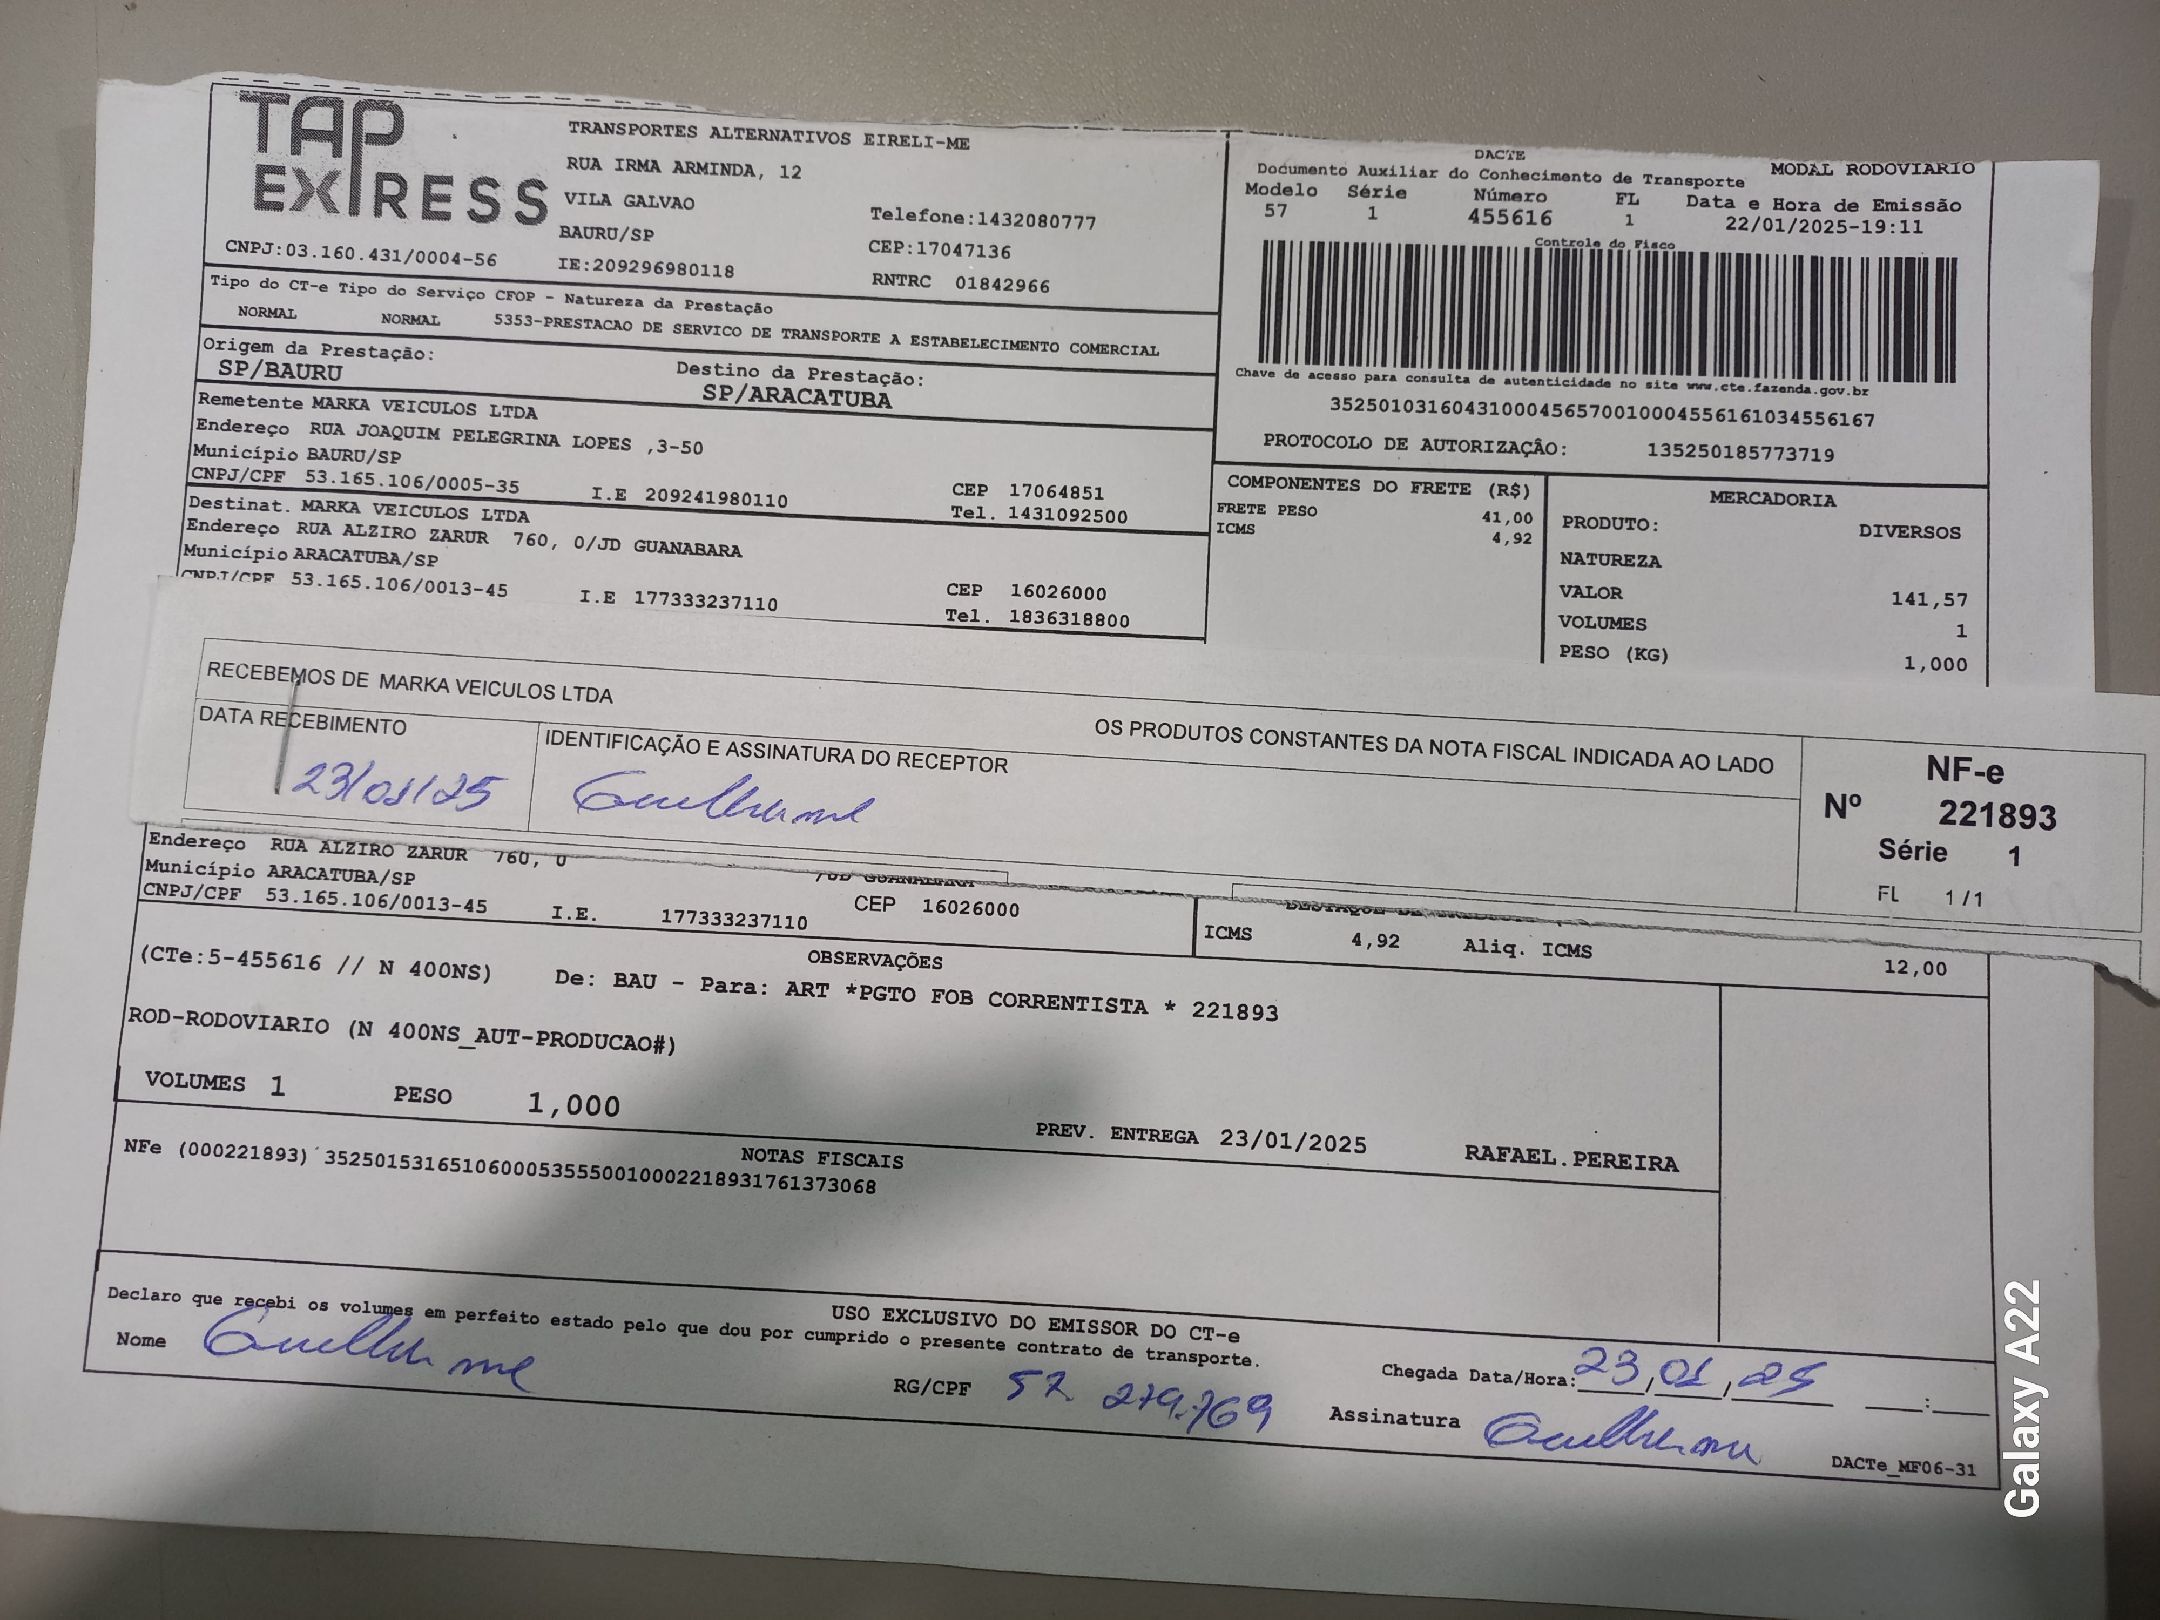 TAP EXPRESS
TRANSPORTES ALTERNATIVOS EIRELI-ME
RUA IRMA ARMINDA, 12
VILA GALVAO
Telefone:1432080777
BAURU/SP
CEP:17047136
CNPJ:03.160.431/0004-56
IE:209296980118
RNTRC 01842966
DACTE
Documento Auxiliar do Conhecimento de Transporte
MODAL RODOVIARIO
Modelo Série Número FL Data e Hora de Emissão
57 1 455616 1 22/01/2025-19:11
Controle do Fisco
Chave de acesso para consulta de autenticidade no site www.cte.fazenda.gov.br
35250103160431000456570010004556161034556167
PROTOCOLO DE AUTORIZAÇÂO: 135250185773719
Tipo do CT-e Tipo do Serviço CFOP - Natureza da Prestação
NORMAL NORMAL 5353-PRESTACAO DE SERVICO DE TRANSPORTE A ESTABELECIMENTO COMERCIAL
Origem da Prestação:
SP/BAURU
Destino da Prestação:
SP/ARACATUBA
Remetente MARKA VEICULOS LTDA
Endereço RUA JOAQUIM PELEGRINA LOPES ,3-50
Município BAURU/SP
CEP 17064851
CNPJ/CPF 53.165.106/0005-35 I.E 209241980110 Tel. 1431092500
Destinat. MARKA VEICULOS LTDA
Endereço RUA ALZIRO ZARUR 760, 0/JD GUANABARA
Município ARACATUBA/SP
CEP 16026000
CNPJ/CPF 53.165.106/0013-45 I.E 177333237110 Tel. 1836318800
COMPONENTES DO FRETE (R$)
FRETE PESO 41,00
ICMS 4,92
MERCADORIA
PRODUTO: DIVERSOS
NATUREZA
VALOR 141,57
VOLUMES 1
PESO (KG) 1,000
RECEBEMOS DE MARKA VEICULOS LTDA
OS PRODUTOS CONSTANTES DA NOTA FISCAL INDICADA AO LADO
DATA RECEBIMENTO
23/01/25
IDENTIFICAÇÃO E ASSINATURA DO RECEPTOR
Guilherme
NF-e
Nº 221893
Série 1
FL 1/1
Endereço RUA ALZIRO ZARUR 760, 0
/JD GUANABARA
Município ARACATUBA/SP
CEP 16026000
CNPJ/CPF 53.165.106/0013-45 I.E. 177333237110
ICMS 4,92 Aliq. ICMS 12,00
OBSERVAÇÕES
(CTe:5-455616 // N 400NS) De: BAU - Para: ART *PGTO FOB CORRENTISTA * 221893
ROD-RODOVIARIO (N 400NS_AUT-PRODUCAO#)
VOLUMES 1 PESO 1,000
PREV. ENTREGA 23/01/2025 RAFAEL.PEREIRA
NOTAS FISCAIS
NFe (000221893) 35250153165106000535550010002218931761373068
USO EXCLUSIVO DO EMISSOR DO CT-e
Declaro que recebi os volumes em perfeito estado pelo que dou por cumprido o presente contrato de transporte.
Nome Guilherme
RG/CPF 57 279.769
Chegada Data/Hora: 23,01,25 :
Assinatura Guilherme
DACTe_MF06-31
Galaxy A22